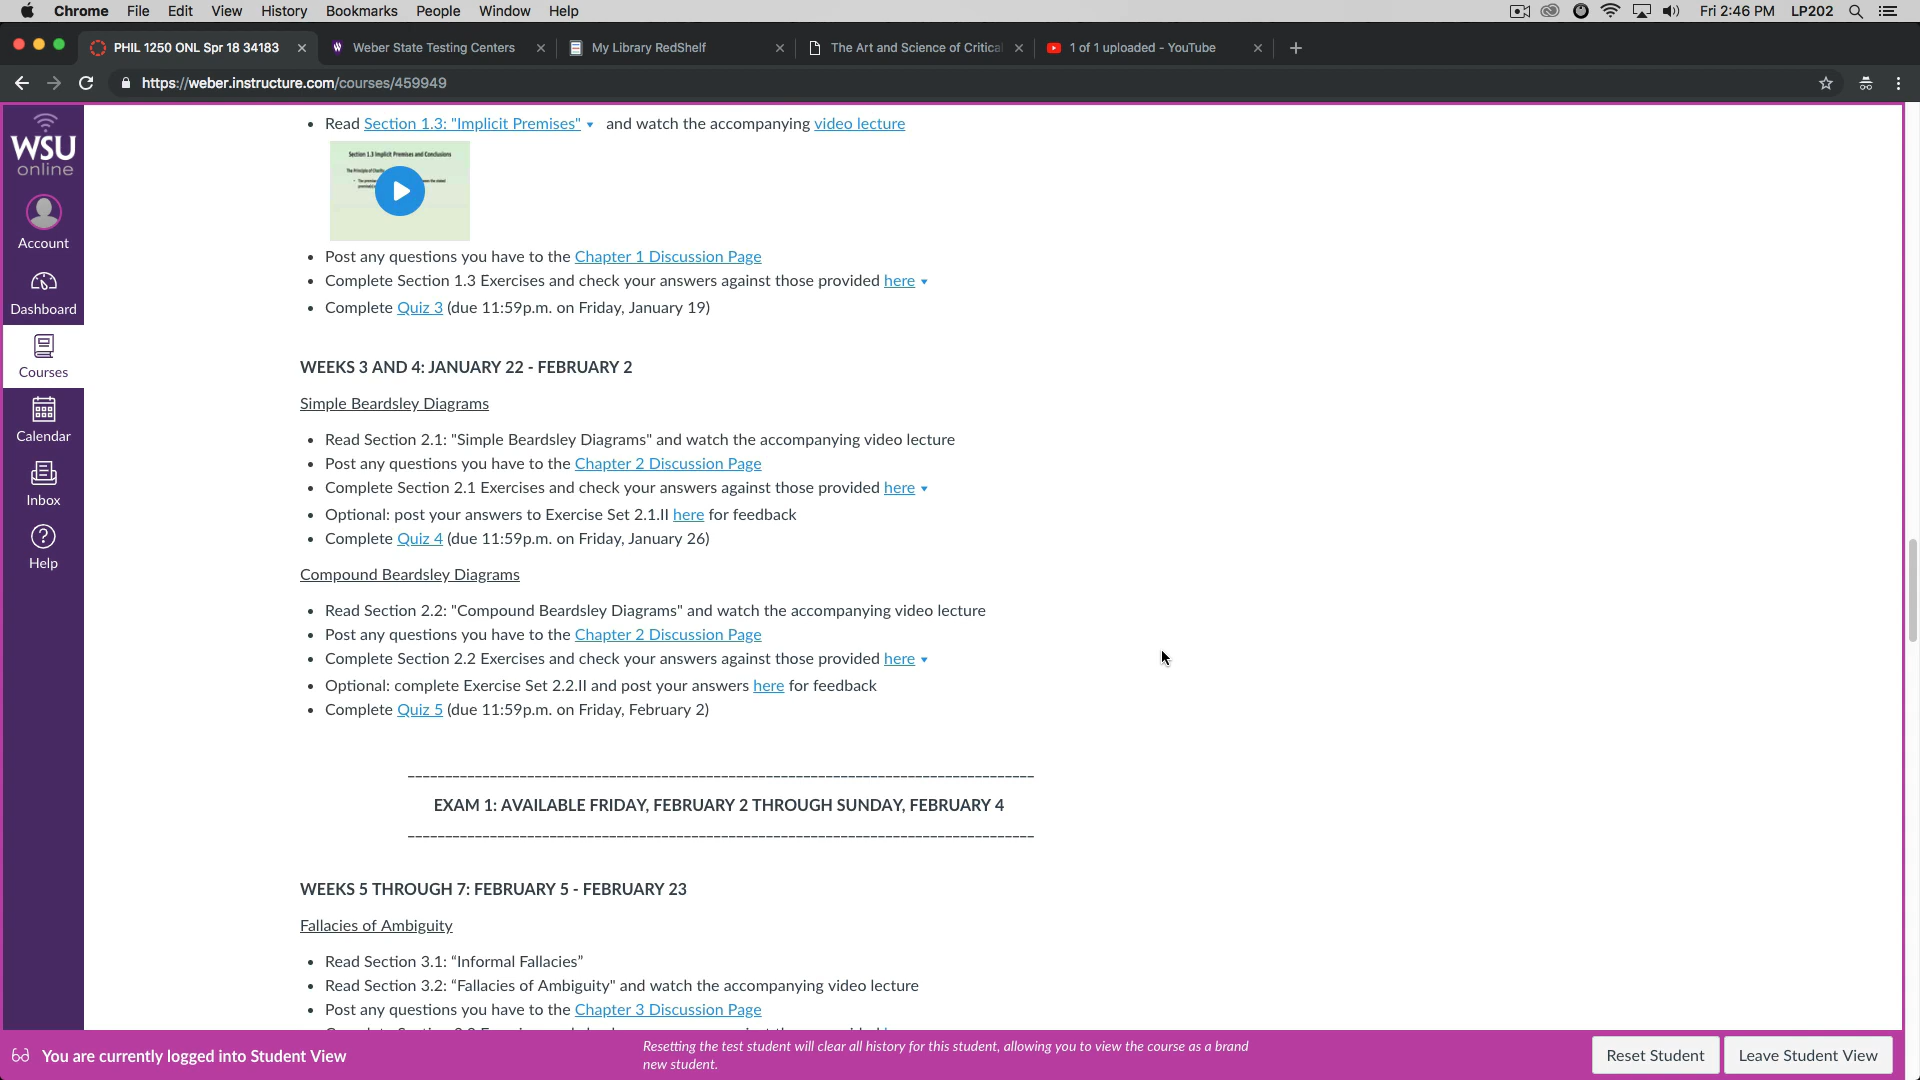 Chrome File Edit View History Bookmarks People Window Help Fri 2:46 PM LP202
PHIL 1250 ONL Spr 18 34183 Weber State Testing Centers My Library RedShelf The Art and Science of Critical 1 of 1 uploaded - YouTube
https://weber.instructure.com/courses/459949
WSU
online
Account
Dashboard
Courses
Calendar
Inbox
Help
• Read Section 1.3: "Implicit Premises" and watch the accompanying video lecture
Section 1.3 Implicit Premises and Conclusions
• Post any questions you have to the Chapter 1 Discussion Page
• Complete Section 1.3 Exercises and check your answers against those provided here
• Complete Quiz 3 (due 11:59p.m. on Friday, January 19)
WEEKS 3 AND 4: JANUARY 22 - FEBRUARY 2
Simple Beardsley Diagrams
• Read Section 2.1: "Simple Beardsley Diagrams" and watch the accompanying video lecture
• Post any questions you have to the Chapter 2 Discussion Page
• Complete Section 2.1 Exercises and check your answers against those provided here
• Optional: post your answers to Exercise Set 2.1.II here for feedback
• Complete Quiz 4 (due 11:59p.m. on Friday, January 26)
Compound Beardsley Diagrams
• Read Section 2.2: "Compound Beardsley Diagrams" and watch the accompanying video lecture
• Post any questions you have to the Chapter 2 Discussion Page
• Complete Section 2.2 Exercises and check your answers against those provided here
• Optional: complete Exercise Set 2.2.II and post your answers here for feedback
• Complete Quiz 5 (due 11:59p.m. on Friday, February 2)
EXAM 1: AVAILABLE FRIDAY, FEBRUARY 2 THROUGH SUNDAY, FEBRUARY 4
WEEKS 5 THROUGH 7: FEBRUARY 5 - FEBRUARY 23
Fallacies of Ambiguity
• Read Section 3.1: “Informal Fallacies”
• Read Section 3.2: “Fallacies of Ambiguity" and watch the accompanying video lecture
• Post any questions you have to the Chapter 3 Discussion Page
You are currently logged into Student View
Resetting the test student will clear all history for this student, allowing you to view the course as a brand
new student.
Reset Student
Leave Student View